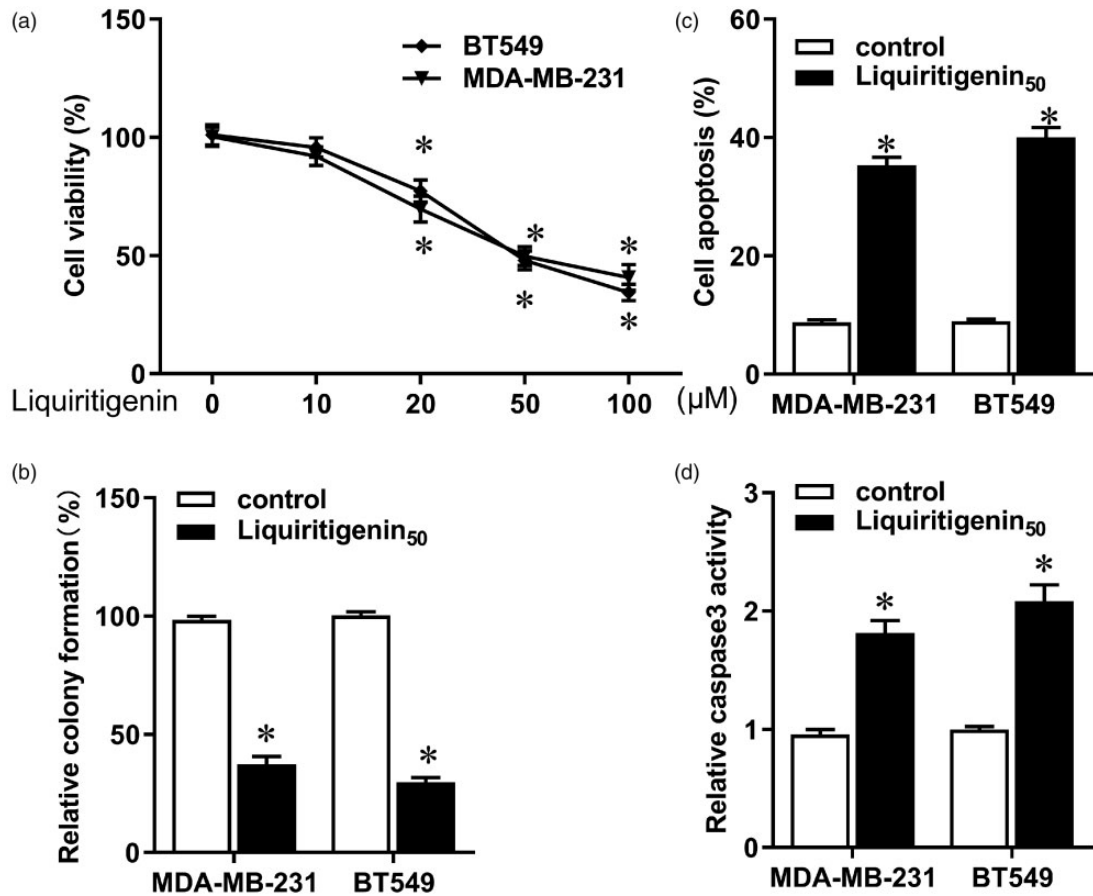 (a)
150
100
50
0
Cell viability (%)
BT549
MDA-MB-231
*
*
*
*
*
*
Liquiritigenin 0 10 20 50 100 (μM)
(c)
60
40
20
0
Cell apoptosis (%)
control
Liquiritigenin50
*
*
MDA-MB-231 BT549
(b)
150
100
50
0
Relative colony formation (%)
control
Liquiritigenin50
*
*
MDA-MB-231 BT549
(d)
3
2
1
0
Relative caspase3 activity
control
Liquiritigenin50
*
*
MDA-MB-231 BT549